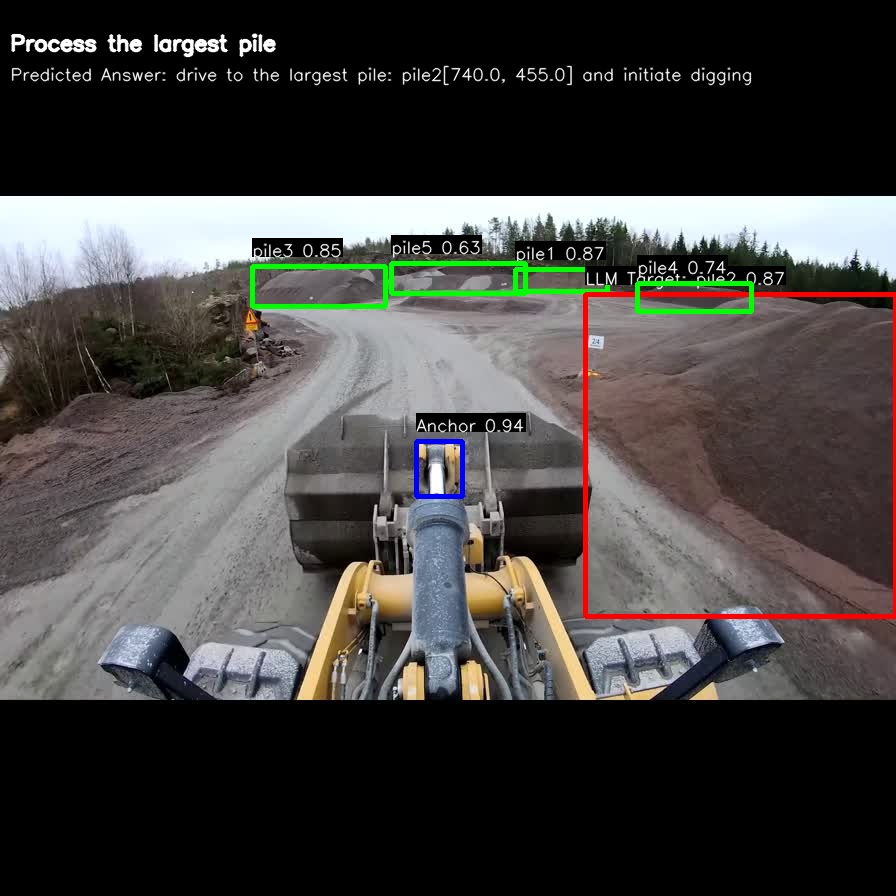 Process the largest pile
Predicted Answer: drive to the largest pile: pile2[740.0, 455.0] and initiate digging
pile3 0.85
pile5 0.63
pile1 0.87
pile4 0.74
LLM Target: pile2 0.87
2/4
Anchor 0.94